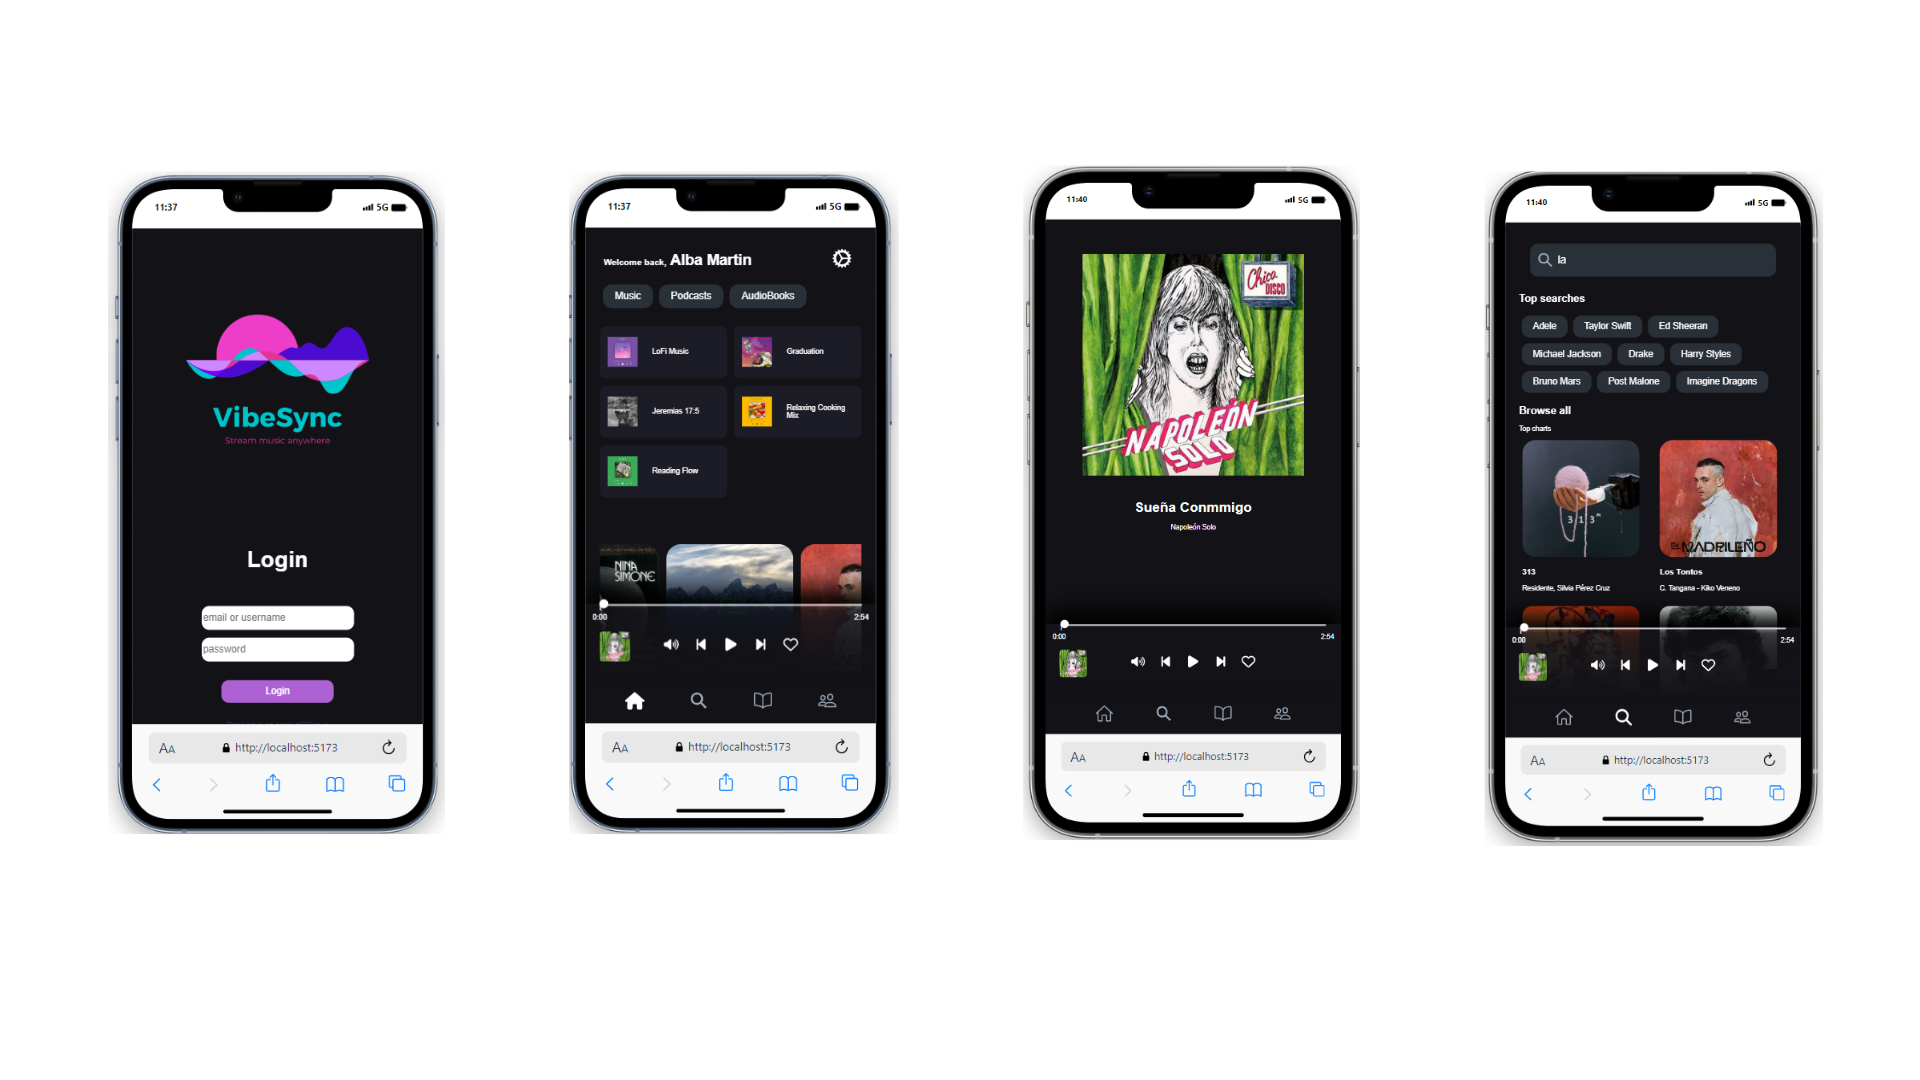 11:37
5G
VibeSync
Stream music anywhere
Login
email or username
password
Login
AA
http://localhost:5173
11:37
5G
Welcome back, Alba Martin
Music
Podcasts
AudioBooks
LoFi Music
Graduation
Jeremias 17:5
Relaxing Cooking
Mix
Reading Flow
NINA
SIMONE
0:00
2:54
AA
http://localhost:5173
11:40
5G
Chico
DISCO
NAPOLEÓN
SOLO
Sueña Conmmigo
Napoleón Solo
0:00
2:54
AA
http://localhost:5173
11:40
5G
la
Top searches
Adele
Taylor Swift
Ed Sheeran
Michael Jackson
Drake
Harry Styles
Bruno Mars
Post Malone
Imagine Dragons
Browse all
Top charts
313
EL MADRILEÑO
313
Los Tontos
Residente, Silvia Pérez Cruz
C. Tangana - Kiko Veneno
0:00
2:54
AA
http://localhost:5173